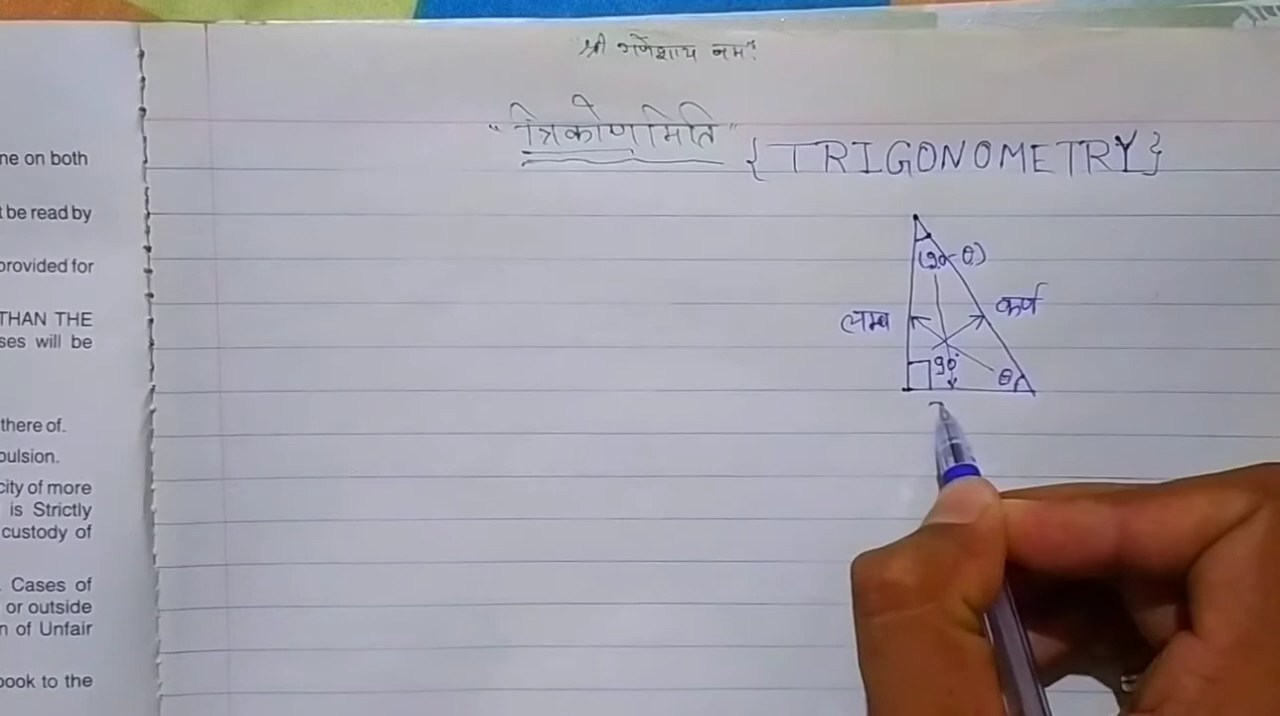 श्री गणेशाय नमः
"त्रिकोणमिति" {TRIGONOMETRY}
ne on both
t be read by
provided for
THAN THE
ses will be
there of.
pulsion.
city of more
is Strictly
custody of
. Cases of
or outside
n of Unfair
book to the
(90-θ)
लम्ब
कर्ण
90°
θ